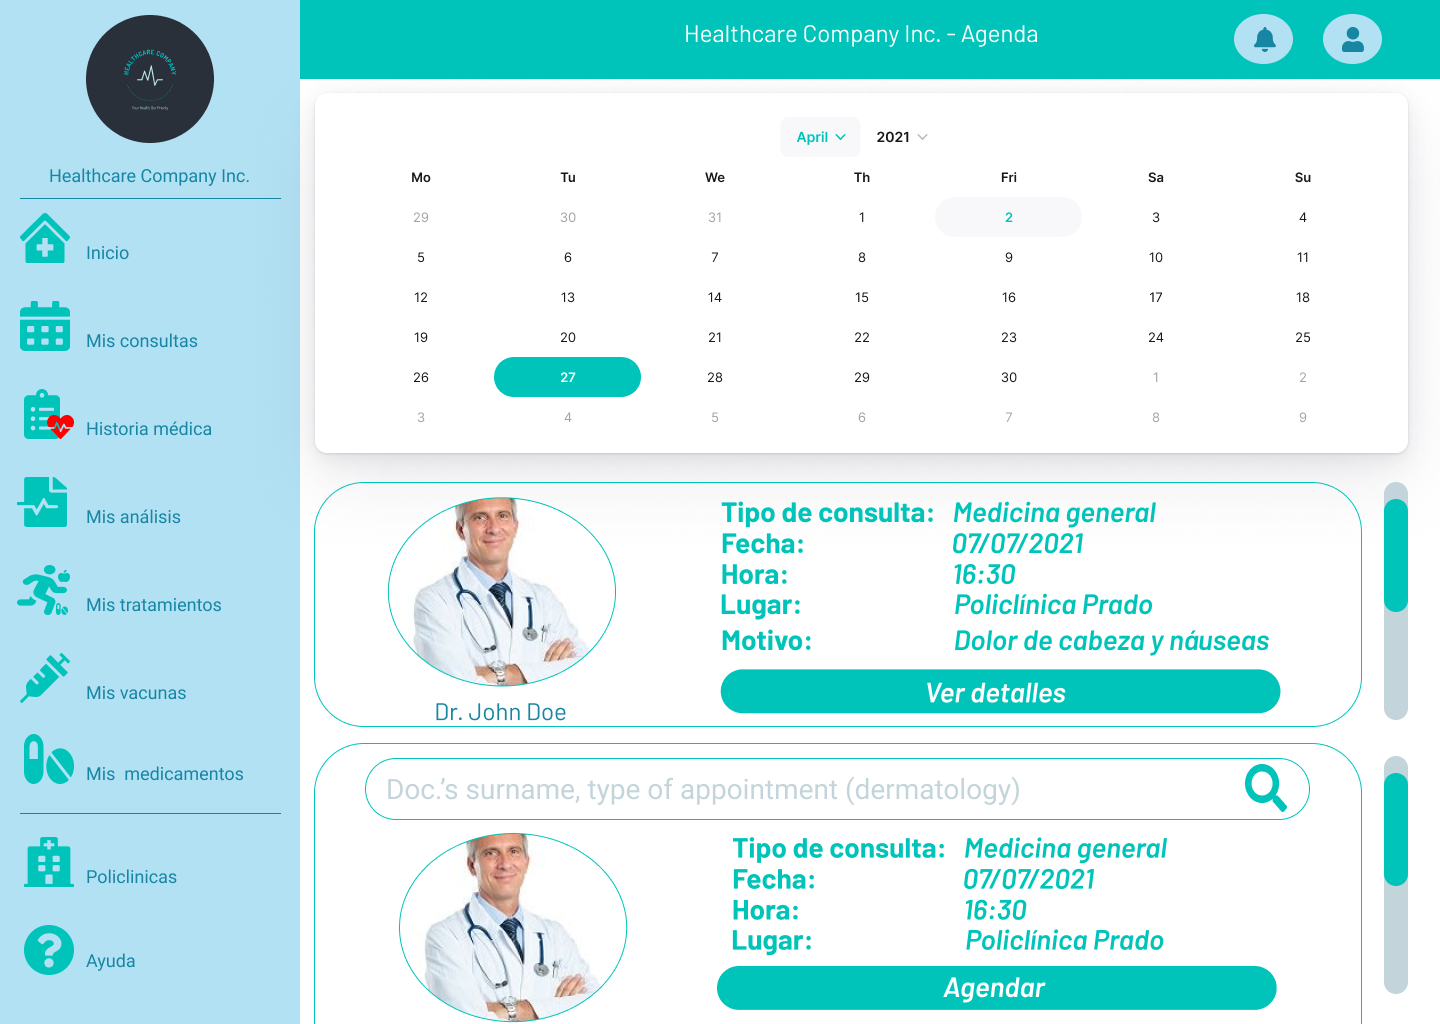 HEALTHCARE COMPANY
Your Health Our Priority
Healthcare Company Inc.
Inicio
Mis consultas
Historia médica
Mis análisis
Mis tratamientos
Mis vacunas
Mis medicamentos
Policlinicas
Ayuda
Healthcare Company Inc. - Agenda
April 2021
Mo Tu We Th Fri Sa Su
29 30 31 1 2 3 4
5 6 7 8 9 10 11
12 13 14 15 16 17 18
19 20 21 22 23 24 25
26 27 28 29 30 1 2
3 4 5 6 7 8 9
Dr. John Doe
Tipo de consulta: Medicina general
Fecha: 07/07/2021
Hora: 16:30
Lugar: Policlínica Prado
Motivo: Dolor de cabeza y náuseas
Ver detalles
Doc.'s surname, type of appointment (dermatology)
Tipo de consulta: Medicina general
Fecha: 07/07/2021
Hora: 16:30
Lugar: Policlínica Prado
Agendar